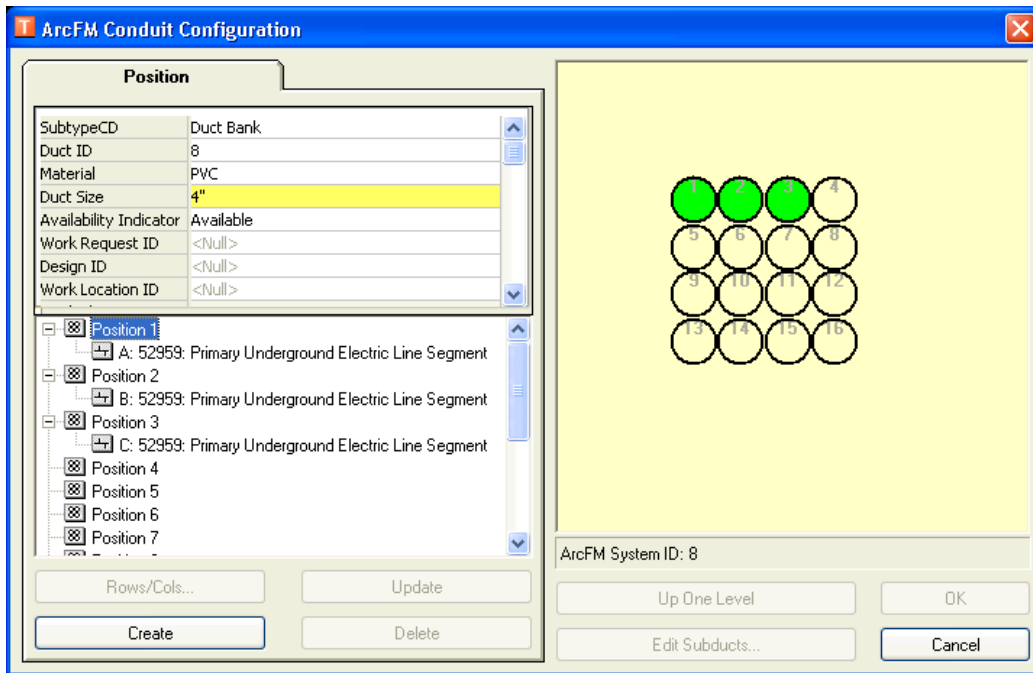 ArcFM Conduit Configuration
Position
SubtypeCD Duct Bank
Duct ID 8
Material PVC
Duct Size 4"
Availability Indicator Available
Work Request ID <Null>
Design ID <Null>
Work Location ID <Null>
Position 1
A: 52959: Primary Underground Electric Line Segment
Position 2
B: 52959: Primary Underground Electric Line Segment
Position 3
C: 52959: Primary Underground Electric Line Segment
Position 4
Position 5
Position 6
Position 7
Rows/Cols... Update
Create Delete
1 2 3 4
5 6 7 8
9 10 11 12
13 14 15 16
ArcFM System ID: 8
Up One Level OK
Edit Subducts... Cancel